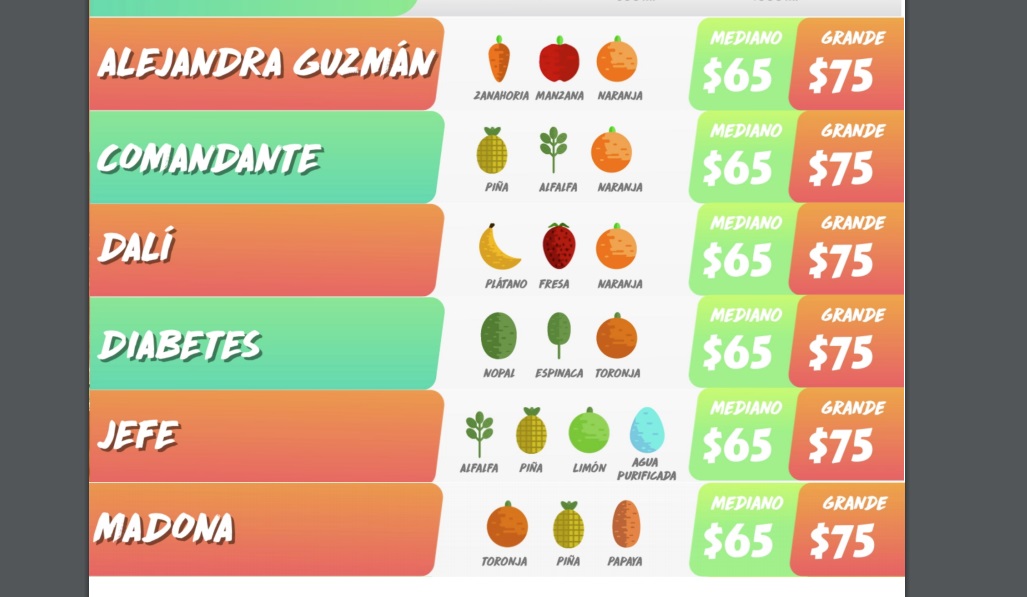 ALEJANDRA GUZMÁN
ZANAHORIA MANZANA NARANJA
MEDIANO GRANDE
$65 $75
COMANDANTE
PIÑA ALFALFA NARANJA
MEDIANO GRANDE
$65 $75
DALÍ
PLÁTANO FRESA NARANJA
MEDIANO GRANDE
$65 $75
DIABETES
NOPAL ESPINACA TORONJA
MEDIANO GRANDE
$65 $75
JEFE
ALFALFA PIÑA LIMÓN AGUA
PURIFICADA
MEDIANO GRANDE
$65 $75
MADONA
TORONJA PIÑA PAPAYA
MEDIANO GRANDE
$65 $75